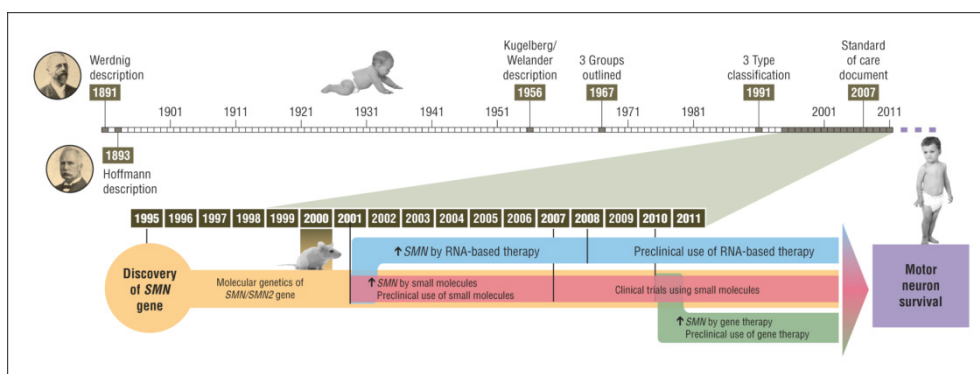 Werdnig
description
1891
Kugelberg/
Welander
description
1956
3 Groups
outlined
1967
3 Type
classification
1991
Standard
of care
document
2007
1901
1911
1921
1931
1941
1951
1971
1981
2001
2011
1893
Hoffmann
description
1995 1996 1997 1998 1999 2000 2001 2002 2003 2004 2005 2006 2007 2008 2009 2010 2011
Discovery
of SMN
gene
Molecular genetics of
SMN/SMN2 gene
↑ SMN by RNA-based therapy
Preclinical use of RNA-based therapy
↑ SMN by small molecules
Preclinical use of small molecules
Clinical trials using small molecules
↑ SMN by gene therapy
Preclinical use of gene therapy
Motor
neuron
survival